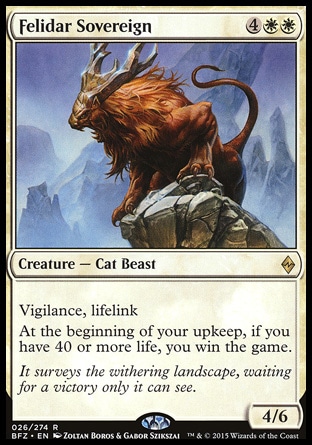 Felidar Sovereign 4
Creature — Cat Beast
Vigilance, lifelink
At the beginning of your upkeep, if you
have 40 or more life, you win the game.
It surveys the withering landscape, waiting
for a victory only it can see.
026/274 R
BFZ • EN Zoltan Boros & Gabor Szikszai ™ & © 2015 Wizards of the Coast
4/6